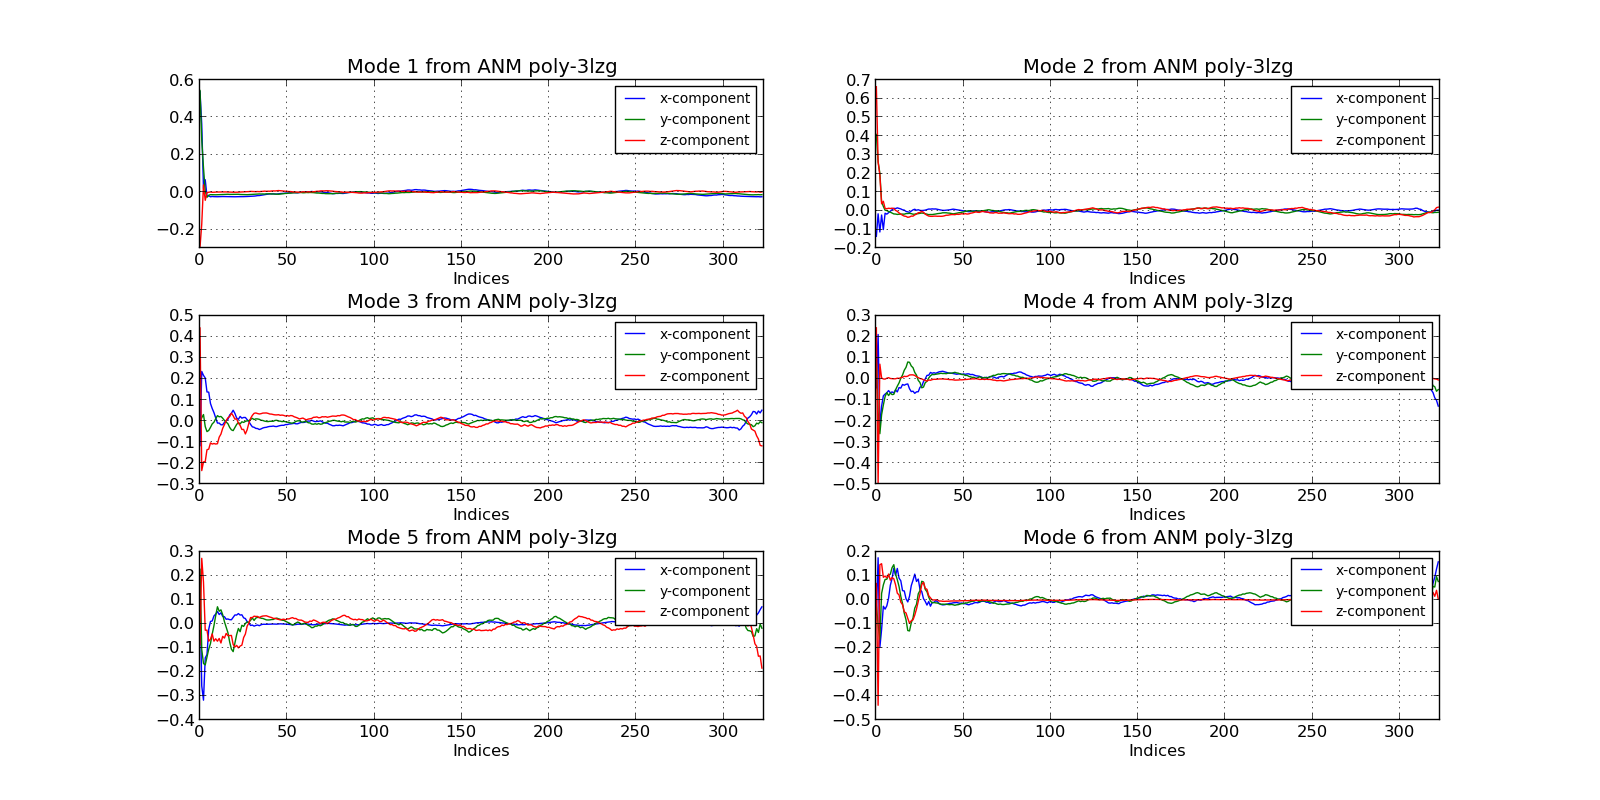 Mode 1 from ANM poly-3lzg
0.6
0.4
0.2
0.0
−0.2
x-component
y-component
z-component
0 50 100 150 200 250 300
Indices
Mode 2 from ANM poly-3lzg
0.7
0.6
0.5
0.4
0.3
0.2
0.1
0.0
−0.1
−0.2
x-component
y-component
z-component
0 50 100 150 200 250 300
Indices
Mode 3 from ANM poly-3lzg
0.5
0.4
0.3
0.2
0.1
0.0
−0.1
−0.2
−0.3
x-component
y-component
z-component
0 50 100 150 200 250 300
Indices
Mode 4 from ANM poly-3lzg
0.3
0.2
0.1
0.0
−0.1
−0.2
−0.3
−0.4
−0.5
x-component
y-component
z-component
0 50 100 150 200 250 300
Indices
Mode 5 from ANM poly-3lzg
0.3
0.2
0.1
0.0
−0.1
−0.2
−0.3
−0.4
x-component
y-component
z-component
0 50 100 150 200 250 300
Indices
Mode 6 from ANM poly-3lzg
0.2
0.1
0.0
−0.1
−0.2
−0.3
−0.4
−0.5
x-component
y-component
z-component
0 50 100 150 200 250 300
Indices